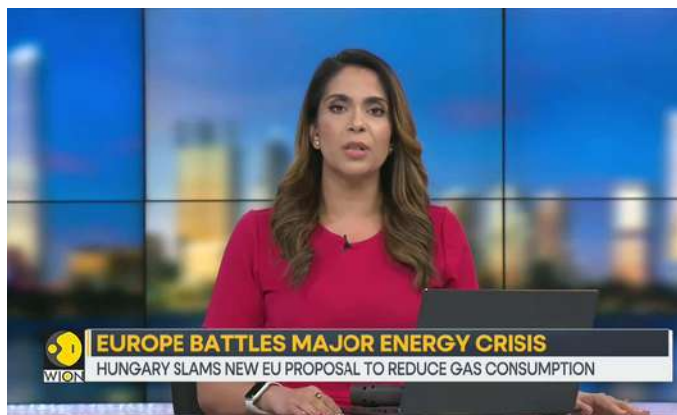 EUROPE BATTLES MAJOR ENERGY CRISIS
WION
HUNGARY SLAMS NEW EU PROPOSAL TO REDUCE GAS CONSUMPTION